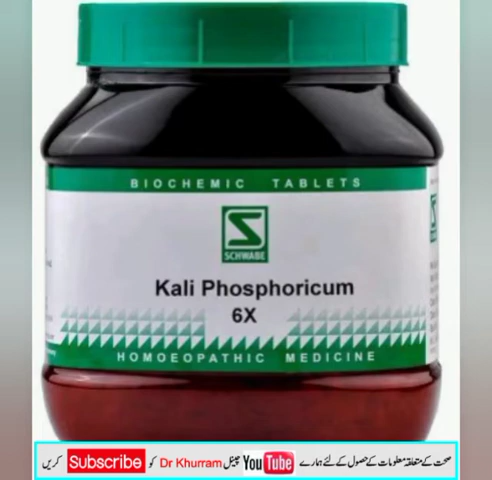 BIOCHEMIC TABLETS
S
SCHWABE
Kali Phosphoricum
6X
HOMOEOPATHIC MEDICINE
صحت کے متعلقہ معلومات کے حصول کے لئے ہمارے YouTube چینل Dr Khurram کو Subscribe کریں